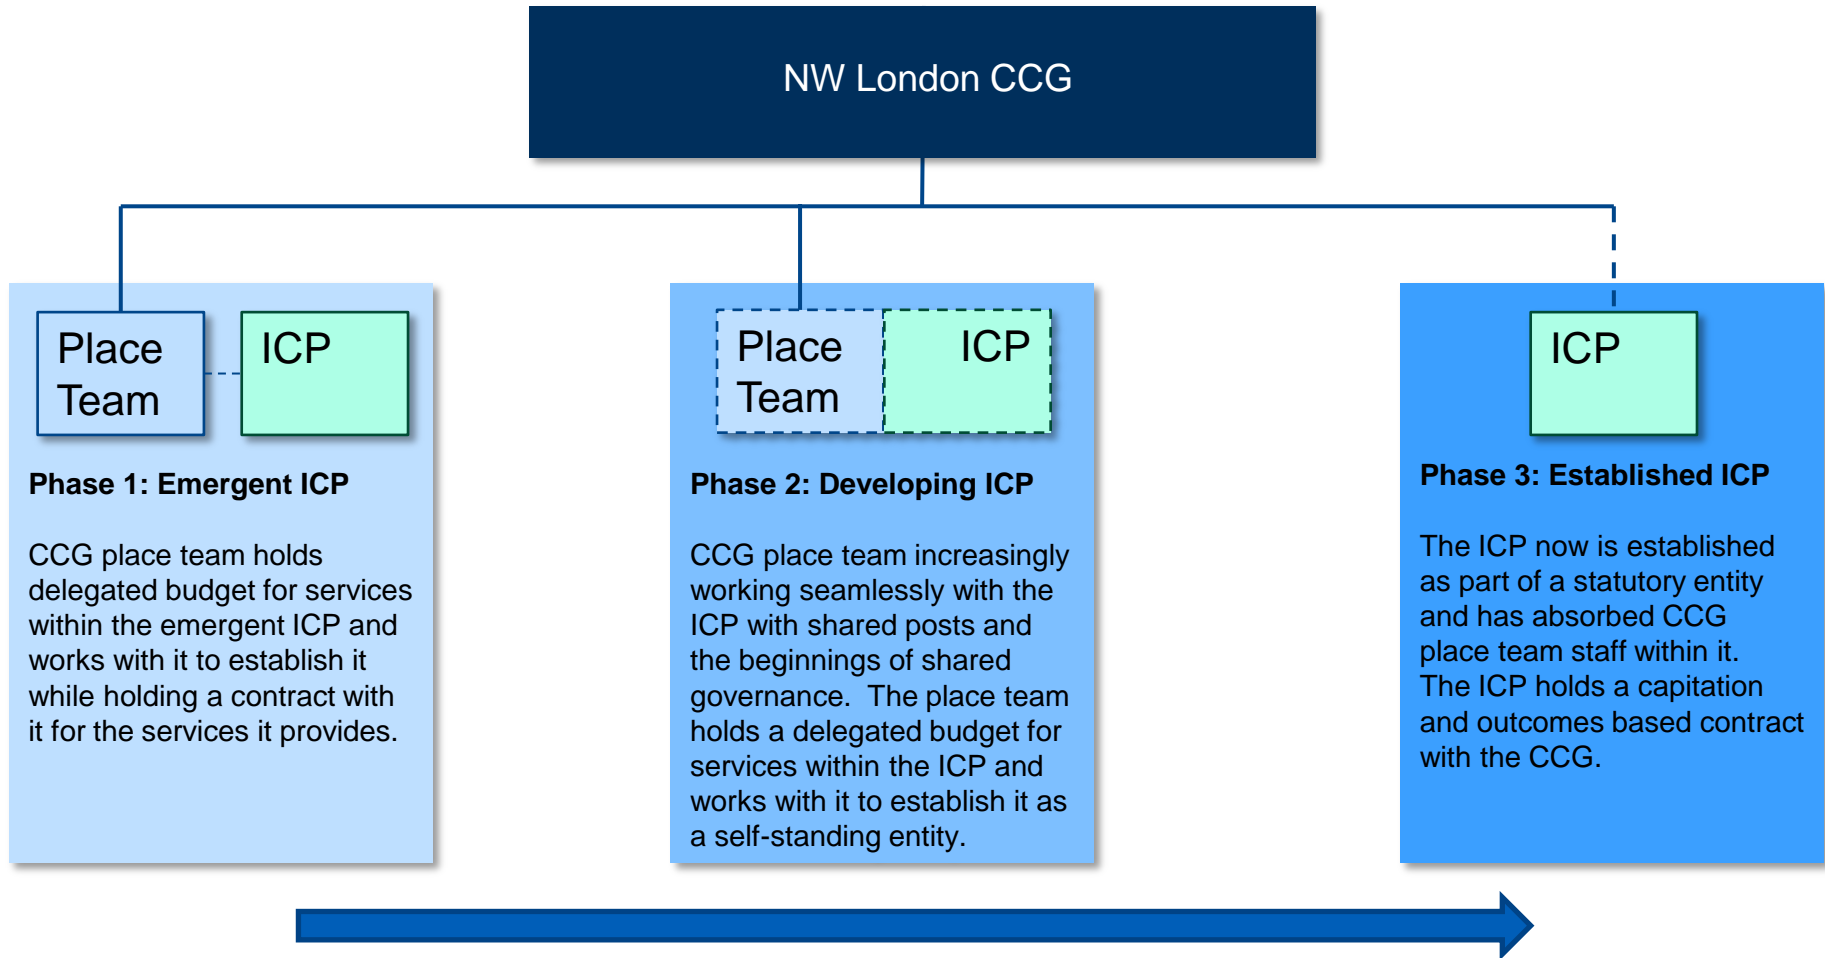 NW London CCG
Place
Team
ICP
Phase 1: Emergent ICP
CCG place team holds
delegated budget for services
within the emergent ICP and
works with it to establish it
while holding a contract with
it for the services it provides.
Place
Team
ICP
Phase 2: Developing ICP
CCG place team increasingly
working seamlessly with the
ICP with shared posts and
the beginnings of shared
governance.  The place team
holds a delegated budget for
services within the ICP and
works with it to establish it as
a self-standing entity.
ICP
Phase 3: Established ICP
The ICP now is established
as part of a statutory entity
and has absorbed CCG
place team staff within it.
The ICP holds a capitation
and outcomes based contract
with the CCG.